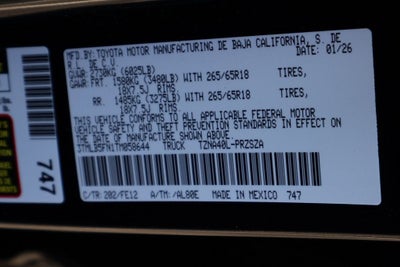 MFD.BY: TOYOTA MOTOR MANUFACTURING DE BAJA CALIFORNIA, S. DE
R.L. DE C.V. 01/26
GVWR: 2730KG (6025LB)
GAWR: FRT. 1580KG (3480LB) WITH 265/65R18 TIRES,
18X7.5J RIMS
RR. 1485KG (3275LB) WITH 265/65R18 TIRES,
18X7.5J RIMS
THIS VEHICLE CONFORMS TO ALL APPLICABLE FEDERAL MOTOR
VEHICLE SAFETY AND THEFT PREVENTION STANDARDS IN EFFECT ON
THE DATE OF MANUFACTURE SHOWN ABOVE.
3TMLB5FN1TM058644 TRUCK TZNA40L-PRZSZA
C/TR: 202/FE12 A/TM: /AL80E MADE IN MEXICO 747
747